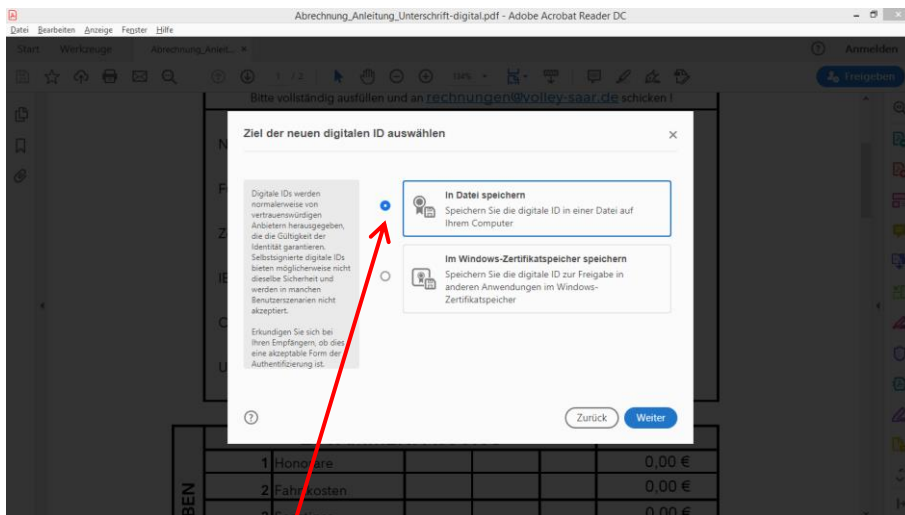 Abrechnung_Anleitung_Unterschrift-digital.pdf - Adobe Acrobat Reader DC
Datei Bearbeiten Anzeige Fenster Hilfe
Start Werkzeuge Abrechnung_Anleit... × Anmelden
1 / 2 Freigeben
Bitte vollständig ausfüllen und an rechnungen@volley-saar.de schicken !
Ziel der neuen digitalen ID auswählen
Digitale IDs werden
normalerweise von
vertrauenswürdigen
Anbietern herausgegeben,
die die Gültigkeit der
Identität garantieren.
Selbstsignierte digitale IDs
bieten möglicherweise nicht
dieselbe Sicherheit und
werden in manchen
Benutzerszenarien nicht
akzeptiert.
Erkundigen Sie sich bei
Ihren Empfängern, ob dies
eine akzeptable Form der
Authentifizierung ist.
In Datei speichern
Speichern Sie die digitale ID in einer Datei auf
Ihrem Computer
Im Windows-Zertifikatspeicher speichern
Speichern Sie die digitale ID zur Freigabe in
anderen Anwendungen im Windows-
Zertifikatspeicher
Zurück Weiter
1 Honorare 0,00 €
2 Fahrtkosten 0,00 €
0,00 €
BEN